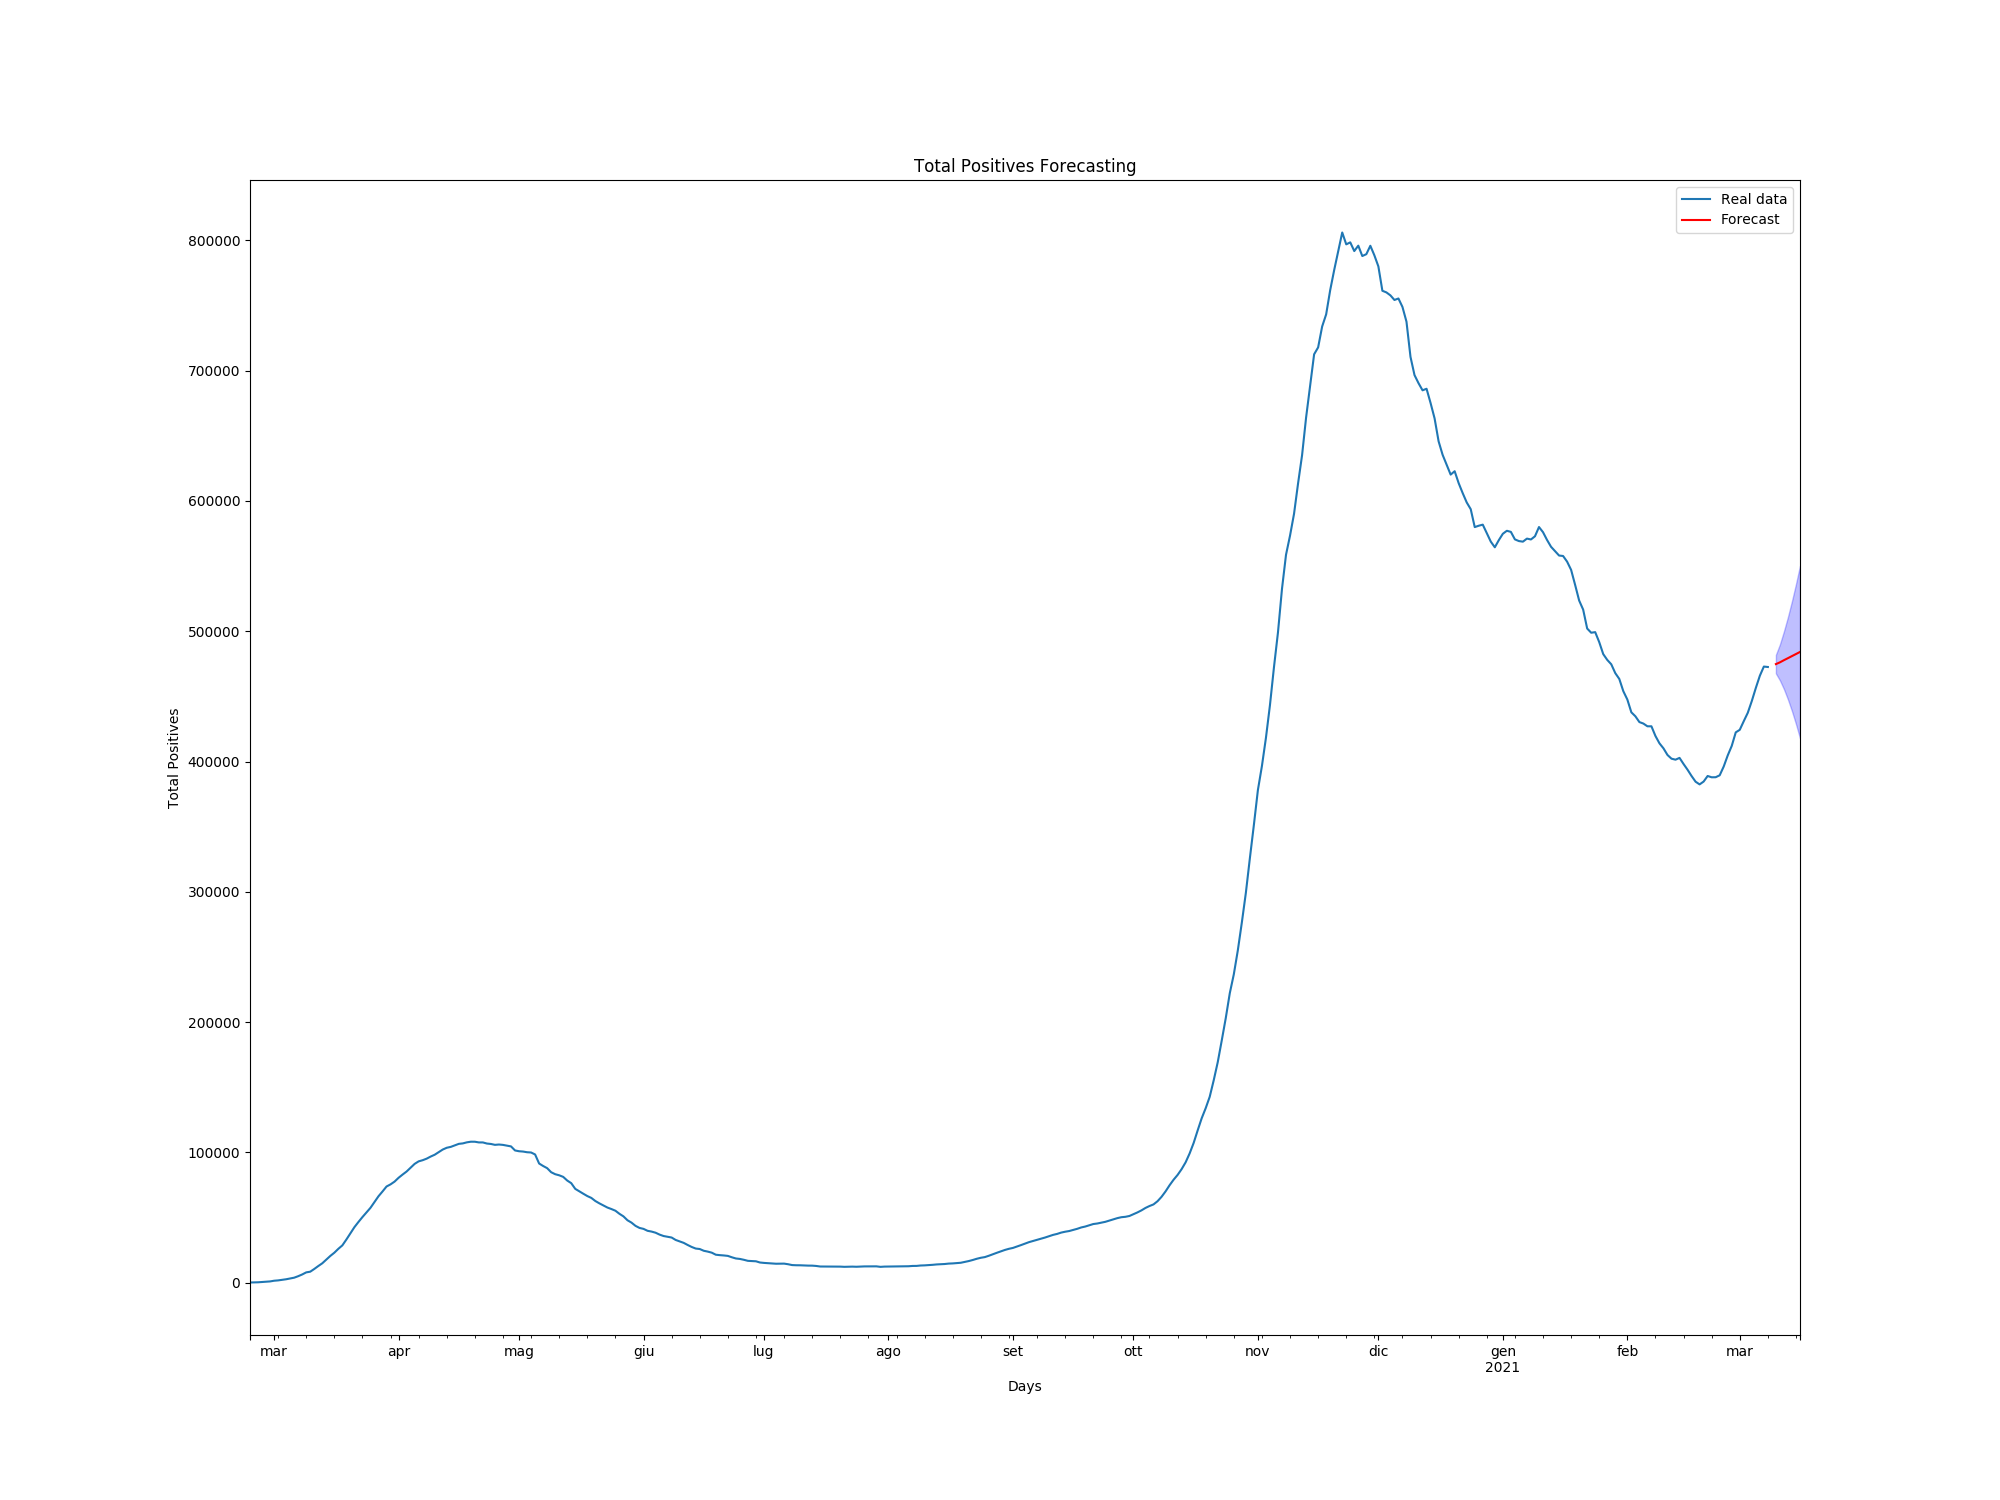 Total Positives Forecasting
Real data
Forecast
800000
700000
600000
500000
400000
300000
200000
100000
0
Total Positives
mar apr mag giu lug ago set ott nov dic gen feb mar
2021
Days